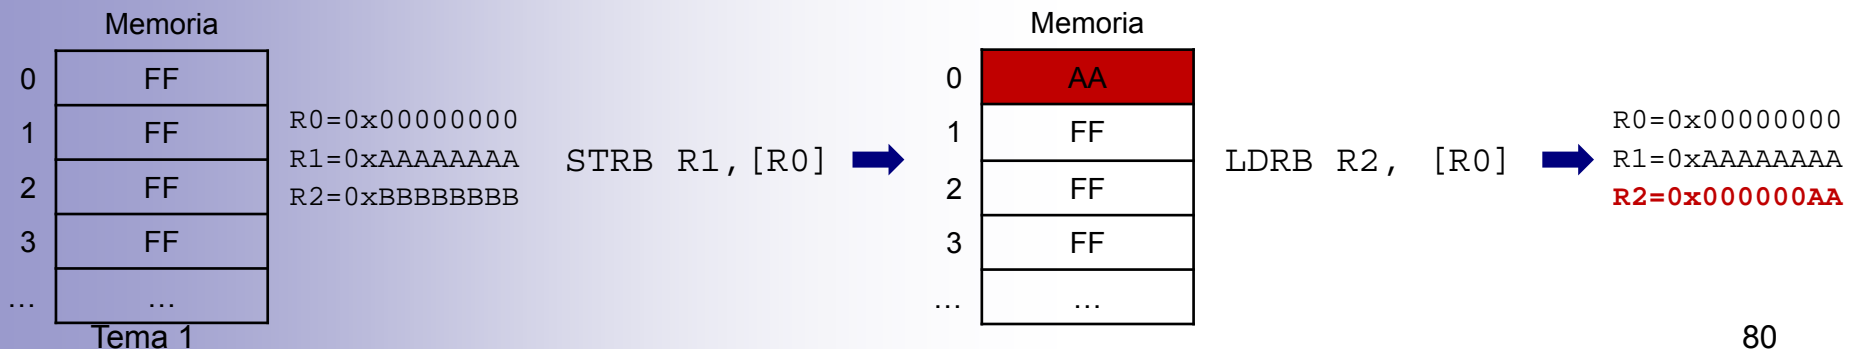 Memoria
0 FF
1 FF
2 FF
3 FF
... ...
R0=0x00000000
R1=0xAAAAAAAA
R2=0xBBBBBBBB
STRB R1,[R0]
Memoria
0 AA
1 FF
2 FF
3 FF
... ...
LDRB R2, [R0]
R0=0x00000000
R1=0xAAAAAAAA
R2=0x000000AA
Tema 1
80